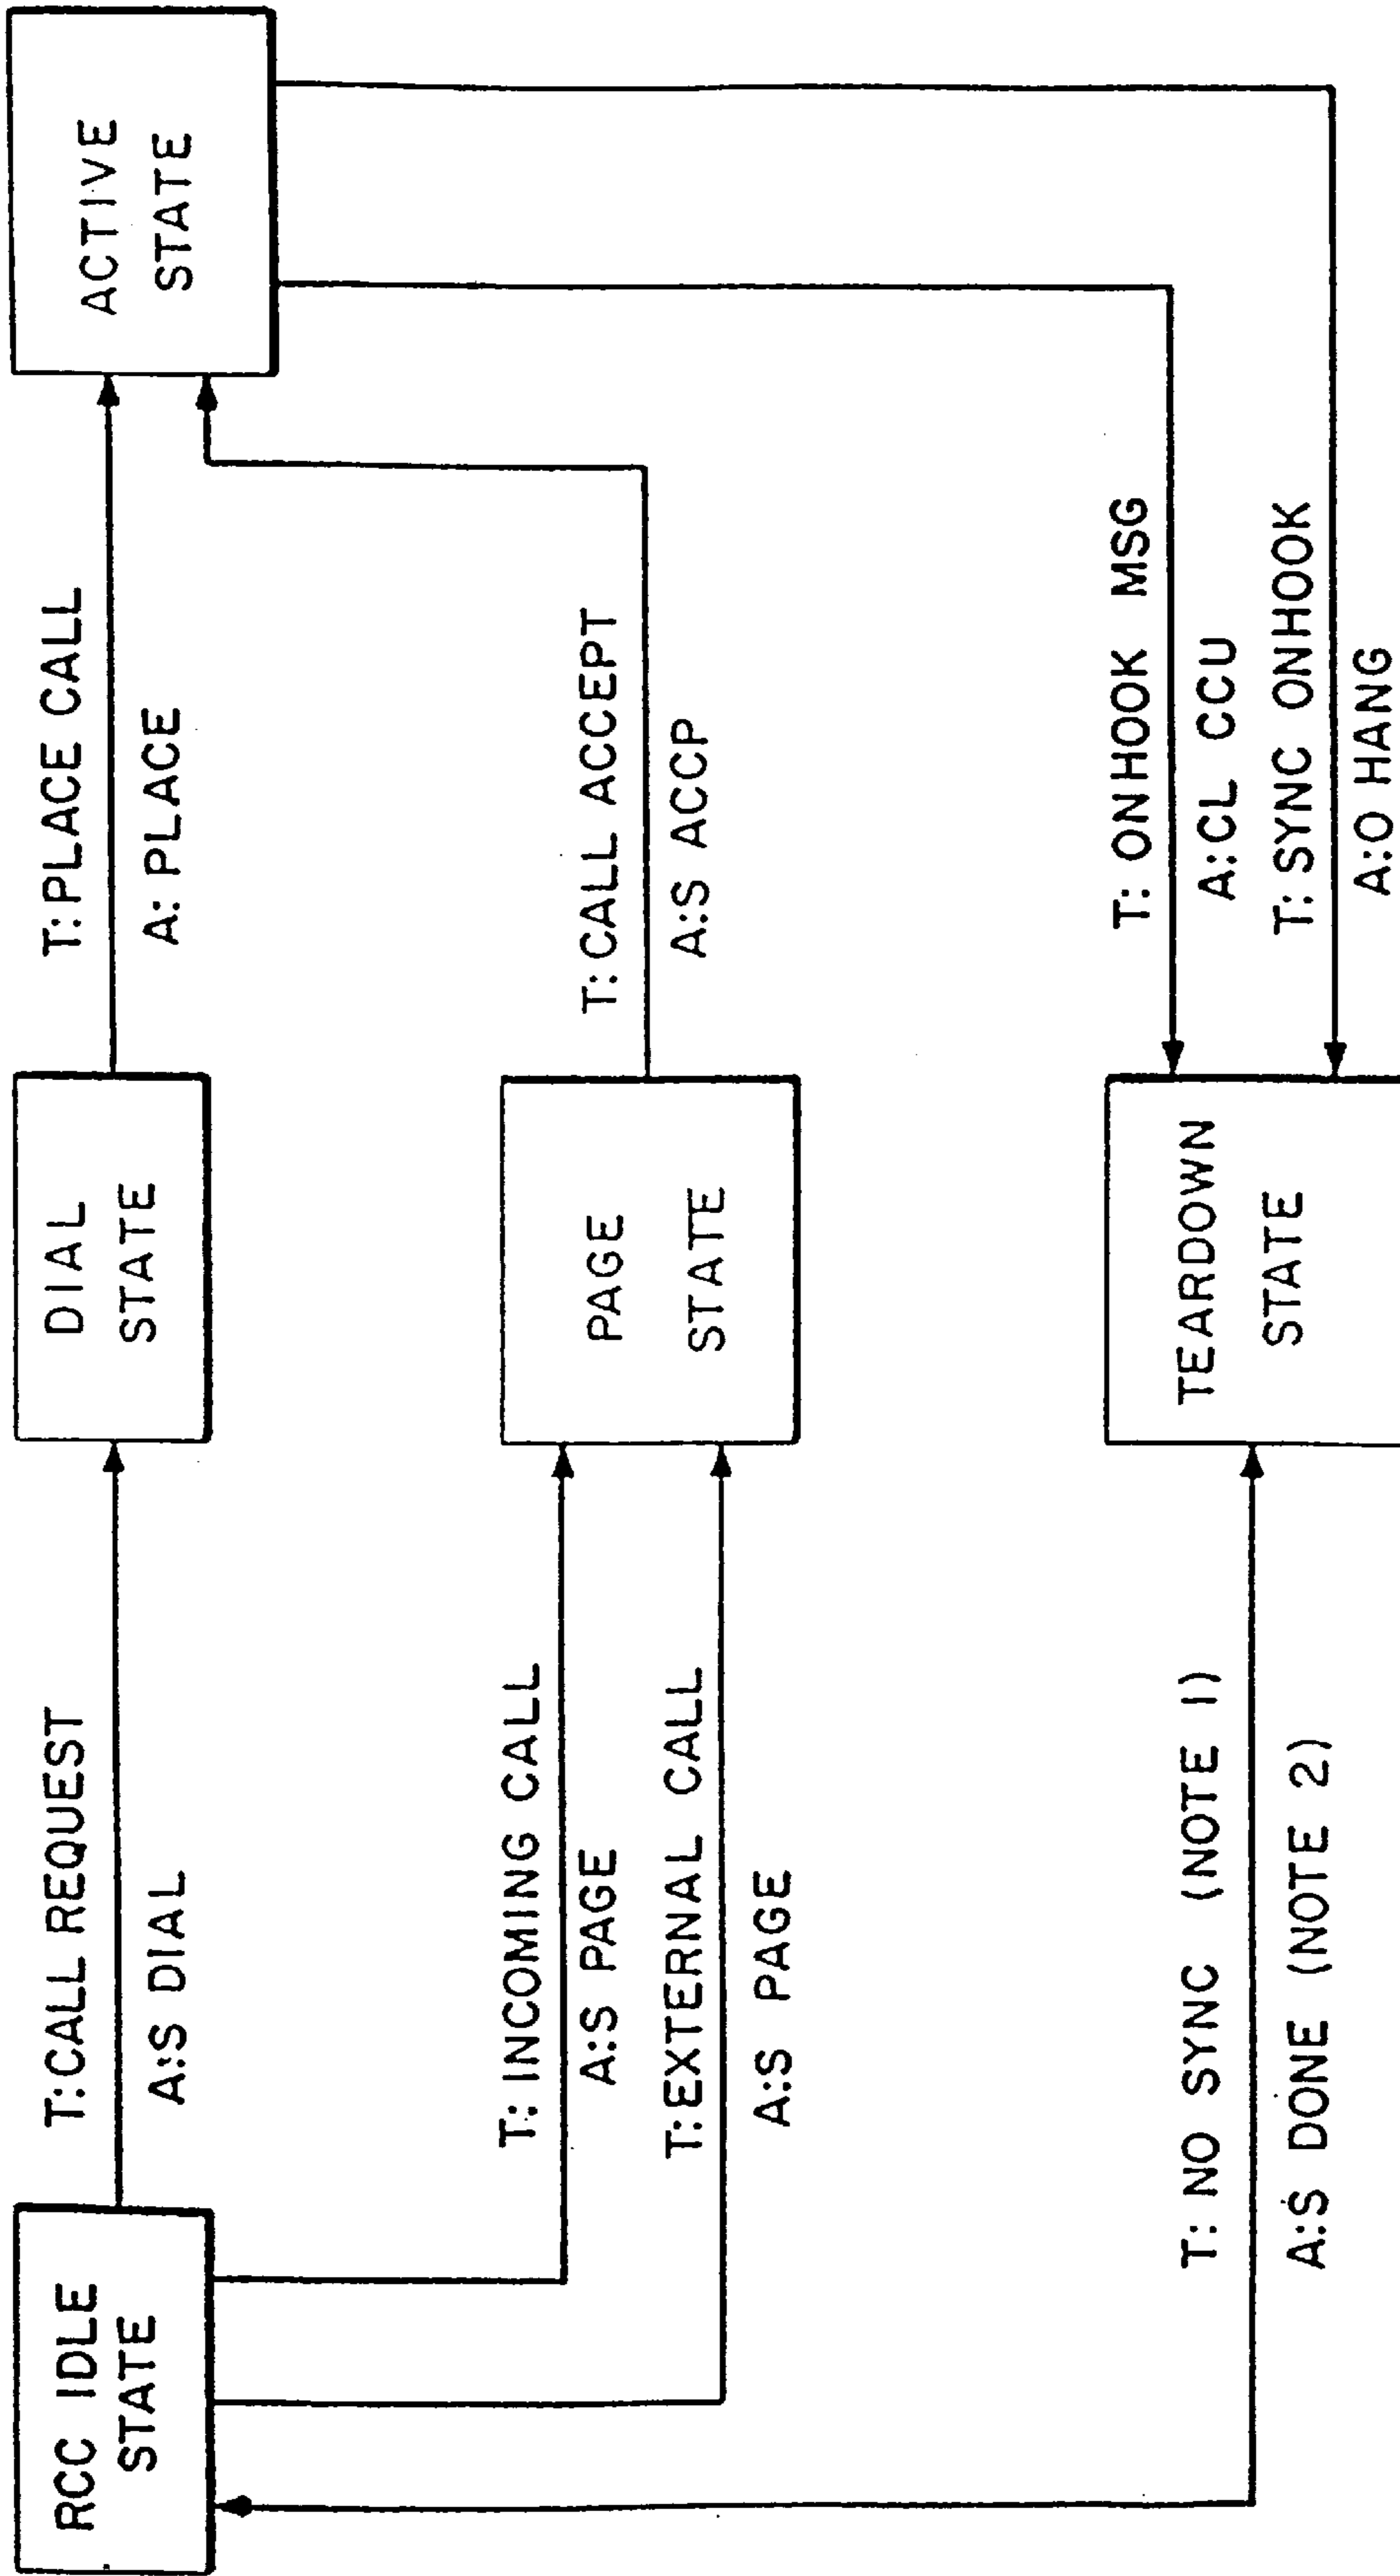 RCC IDLE
STATE
T:CALL REQUEST
A:S DIAL
DIAL
STATE
T:PLACE CALL
A: PLACE
ACTIVE
STATE
T: INCOMING CALL
A:S PAGE
T:EXTERNAL CALL
A:S PAGE
PAGE
STATE
T:CALL ACCEPT
A:S ACCP
T: NO SYNC (NOTE 1)
A:S DONE (NOTE 2)
TEARDOWN
STATE
T: ONHOOK MSG
A:CL CCU
T: SYNC ONHOOK
A:O HANG